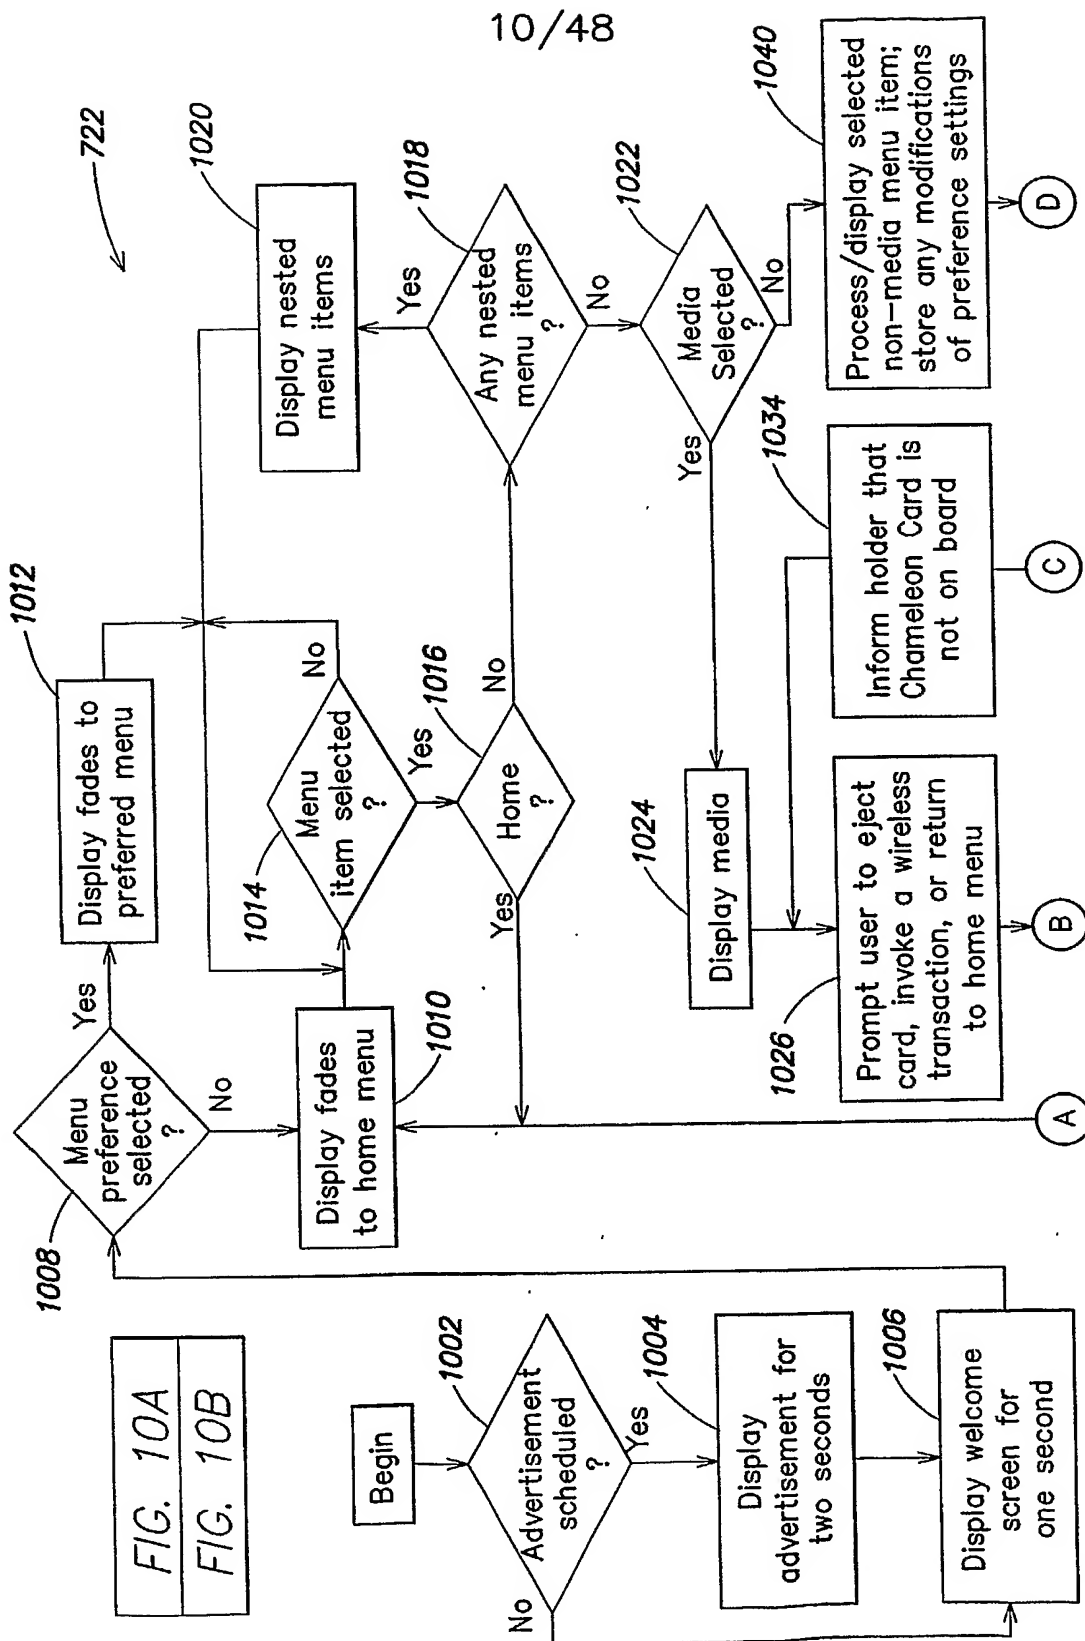 10/48
722
FIG. 10A
FIG. 10B
Begin
1002
Advertisement
scheduled
?
No
Yes
1004
Display
advertisement for
two seconds
1006
Display welcome
screen for
one second
1008
Menu
preference
selected
?
Yes
No
1012
Display fades to
preferred menu
1010
Display fades
to home menu
1014
Menu
item selected
?
No
Yes
1016
Home
?
Yes
No
1020
Display nested
menu items
1018
Any nested
menu items
?
Yes
No
1022
Media
Selected
?
Yes
No
1024
Display media
1026
Prompt user to eject
card, invoke a wireless
transaction, or return
to home menu
1034
Inform holder that
Chameleon Card is
not on board
1040
Process/display selected
non-media menu item;
store any modifications
of preference settings
A
B
C
D